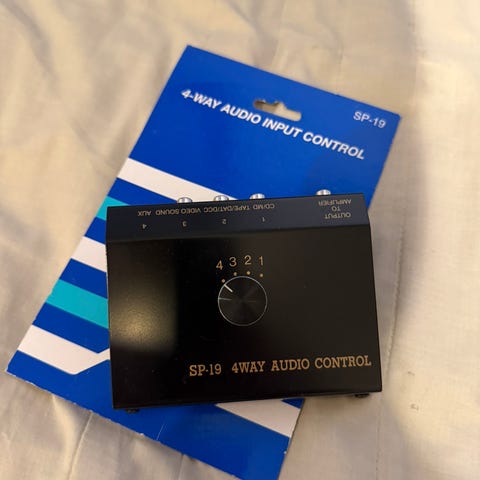 SP-19
4-WAY AUDIO INPUT CONTROL
OUTPUT
TO
AMPLIFIER
CD/MD TAPE/DAT/DCC VIDEO SOUND AUX
1 2 3 4
4 3 2 1
SP-19 4WAY AUDIO CONTROL